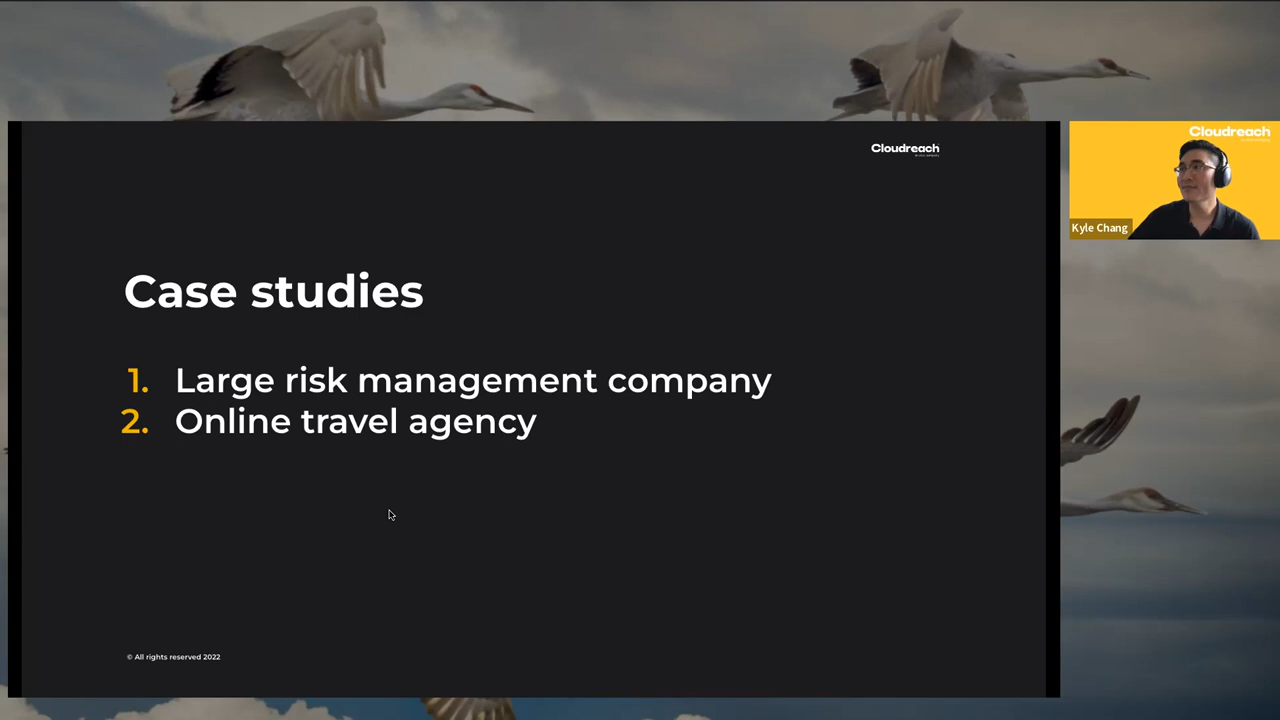 Cloudreach
Cloudreach
Kyle Chang
Case studies
1. Large risk management company
2. Online travel agency
© All rights reserved 2022